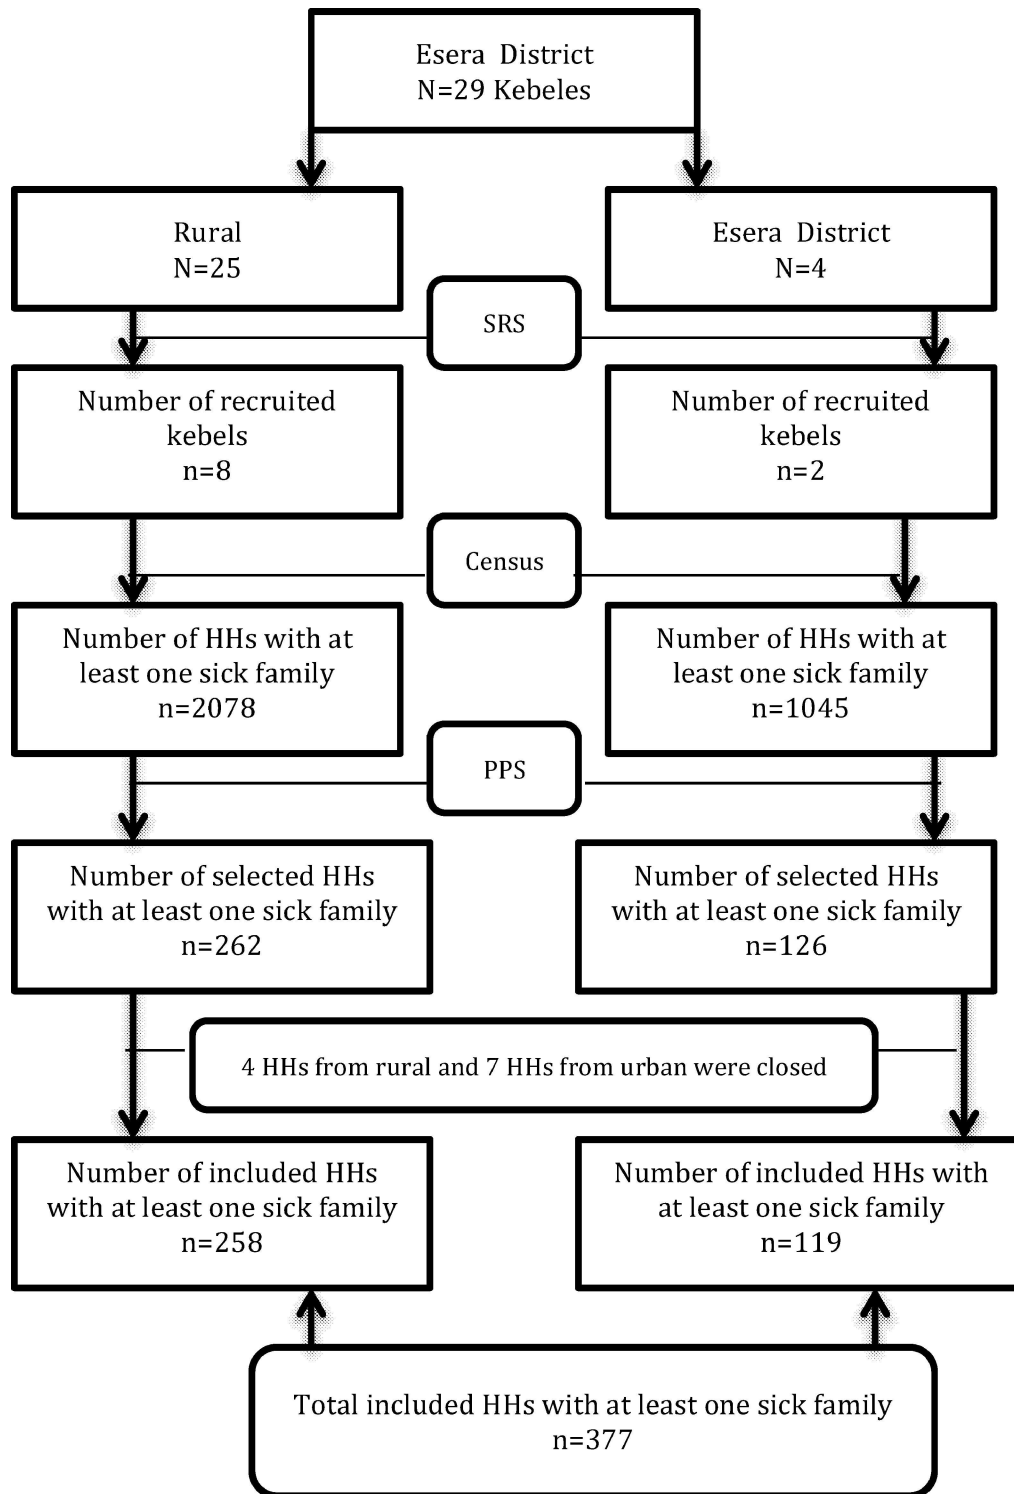 Esera District
N=29 Kebeles
Rural
N=25
Esera District
N=4
SRS
Number of recruited
kebels
n=8
Number of recruited
kebels
n=2
Census
Number of HHs with at
least one sick family
n=2078
Number of HHs with at
least one sick family
n=1045
PPS
Number of selected HHs
with at least one sick family
n=262
Number of selected HHs
with at least one sick family
n=126
4 HHs from rural and 7 HHs from urban were closed
Number of included HHs
with at least one sick family
n=258
Number of included HHs with
at least one sick family
n=119
Total included HHs with at least one sick family
n=377